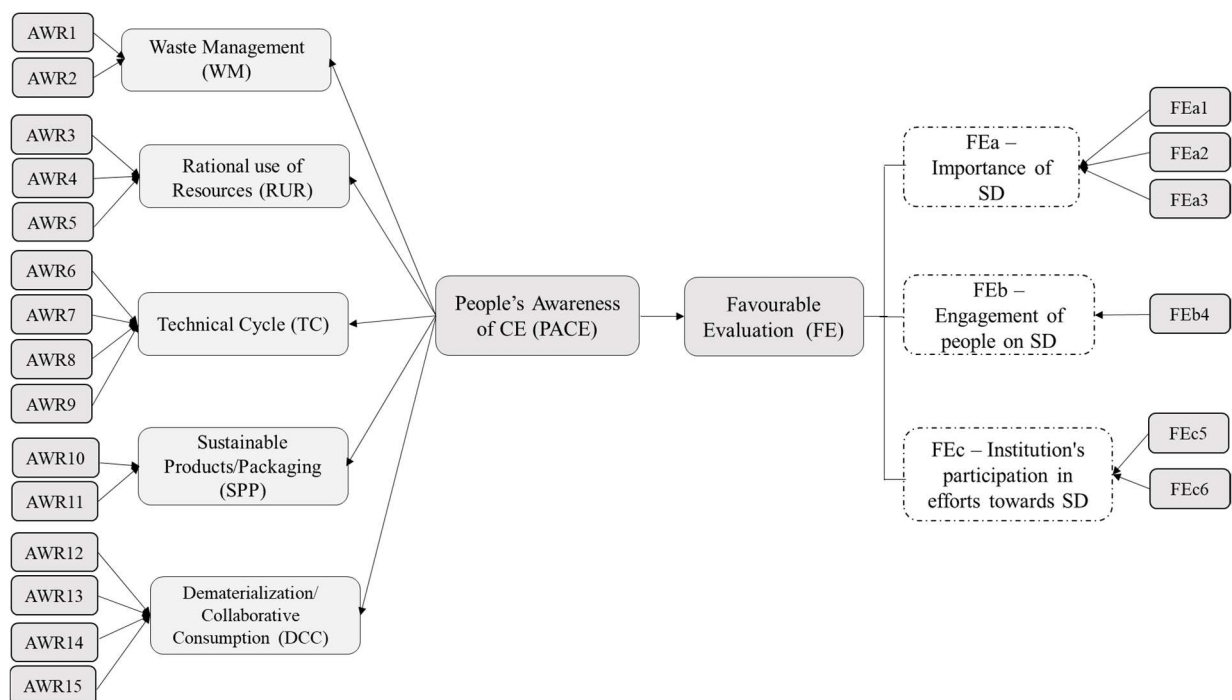 AWR1
AWR2
Waste Management
(WM)
AWR3
AWR4
AWR5
Rational use of
Resources (RUR)
AWR6
AWR7
AWR8
AWR9
Technical Cycle (TC)
AWR10
AWR11
Sustainable
Products/Packaging
(SPP)
AWR12
AWR13
AWR14
AWR15
Dematerialization/
Collaborative
Consumption (DCC)
People’s Awareness
of CE (PACE)
Favourable
Evaluation (FE)
FEa –
Importance of
SD
FEa1
FEa2
FEa3
FEb –
Engagement of
people on SD
FEb4
FEc – Institution's
participation in
efforts towards SD
FEc5
FEc6